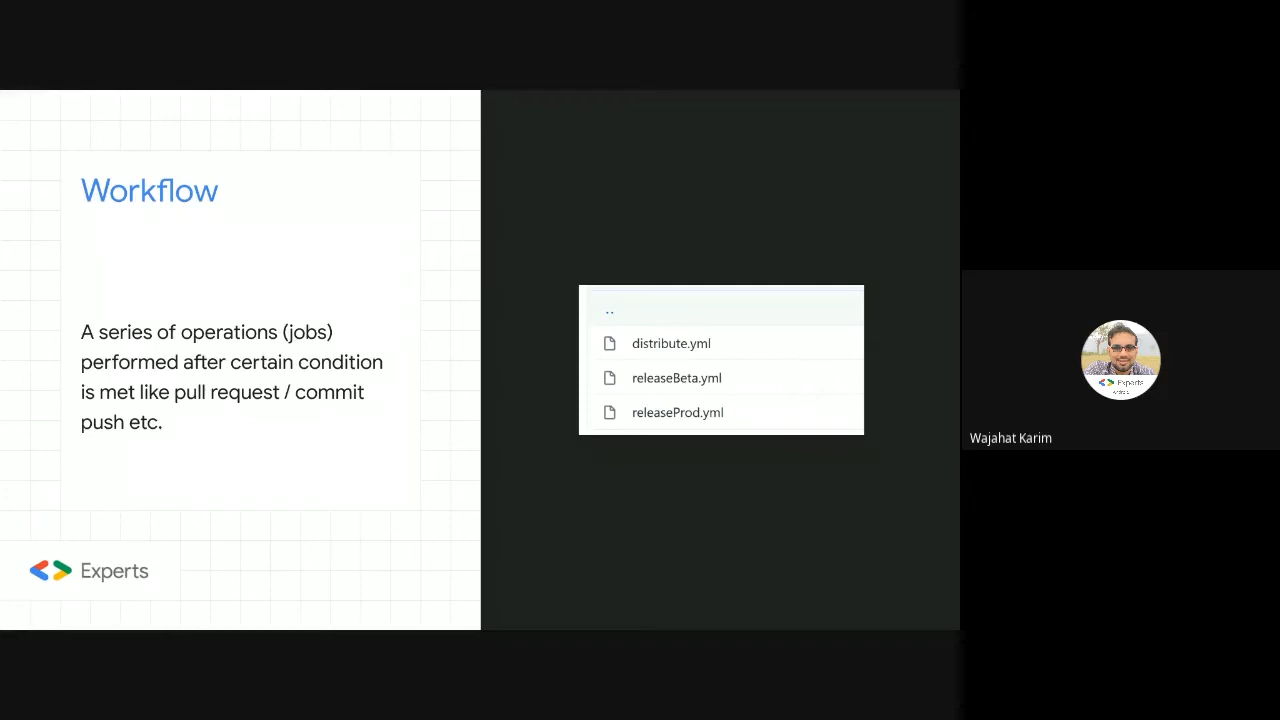 Workflow
A series of operations (jobs)
performed after certain condition
is met like pull request / commit
push etc.
Experts
..
distribute.yml
releaseBeta.yml
releaseProd.yml
Experts
Wajahat Karim